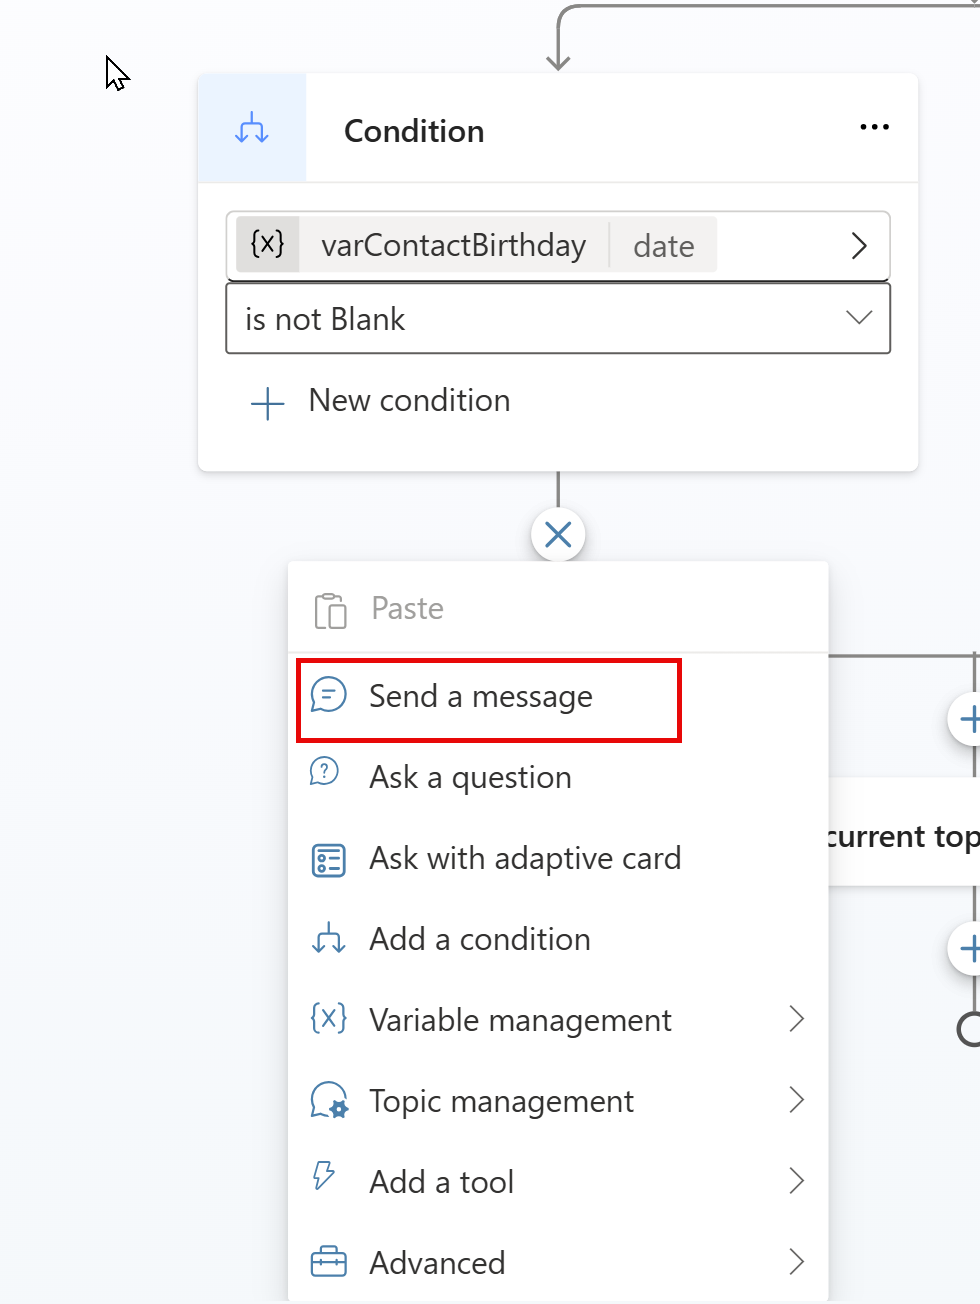 Condition
{x} varContactBirthday date
is not Blank
New condition
Paste
Send a message
Ask a question
Ask with adaptive card
current top
Add a condition
{x} Variable management
Topic management
Add a tool
Advanced